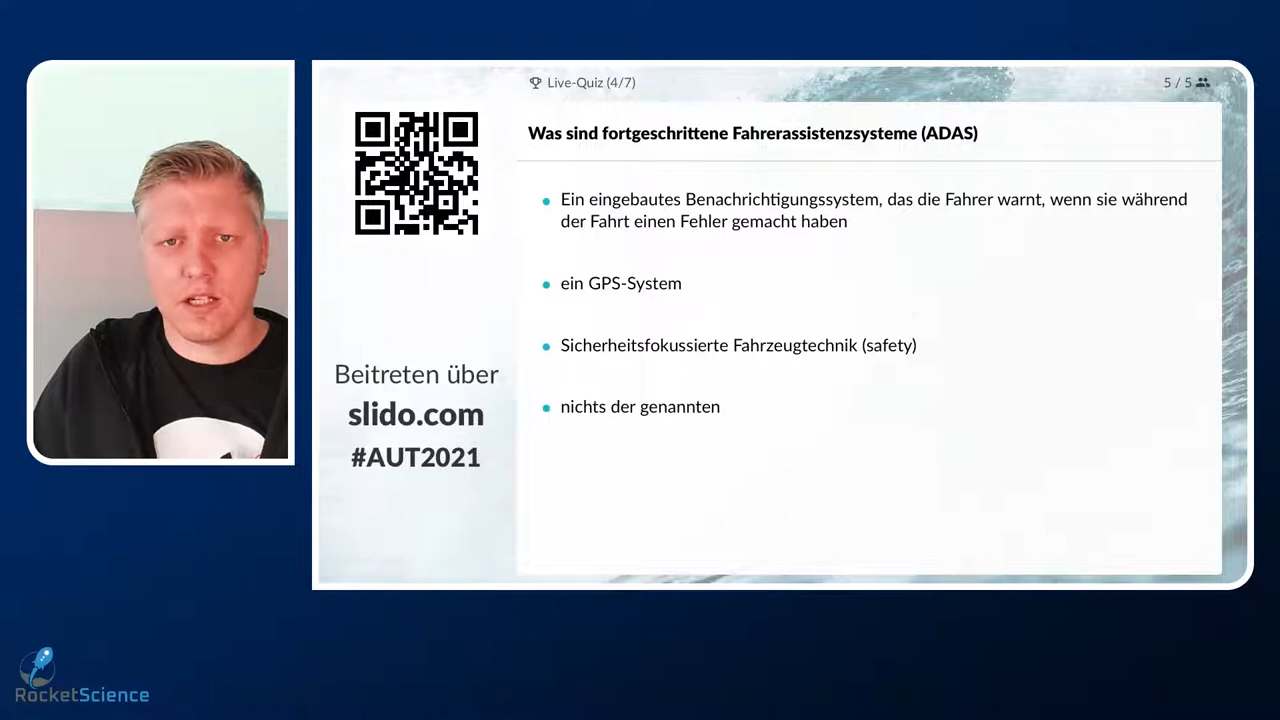 Live-Quiz (4/7)
5 / 5
Was sind fortgeschrittene Fahrerassistenzsysteme (ADAS)
Ein eingebautes Benachrichtigungssystem, das die Fahrer warnt, wenn sie während
der Fahrt einen Fehler gemacht haben
ein GPS-System
Sicherheitsfokussierte Fahrzeugtechnik (safety)
nichts der genannten
Beitreten über
slido.com
#AUT2021
RocketScience